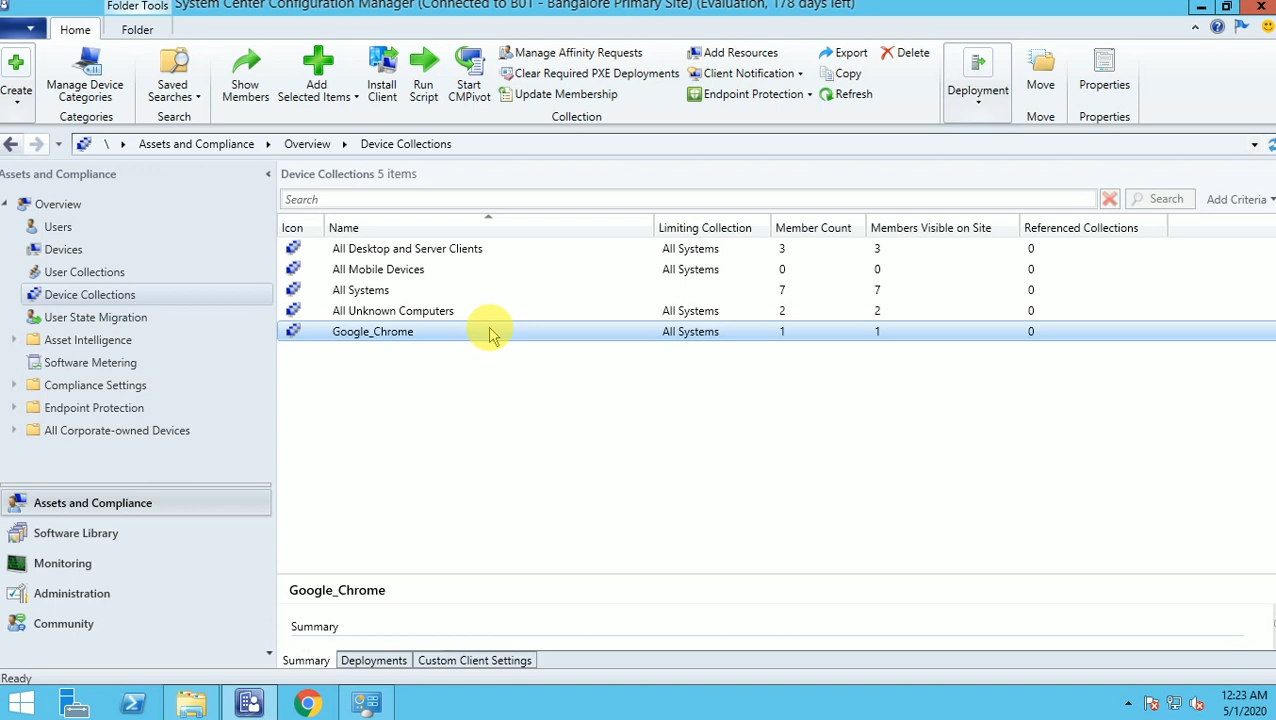 Folder Tools
System Center Configuration Manager (Connected to BU1 - Bangalore Primary Site) (Evaluation, 178 days left)
Home Folder
Create
Manage Device Categories
Categories
Saved Searches
Search
Show Members
Add Selected Items
Install Client
Run Script
Start CMPivot
Manage Affinity Requests
Clear Required PXE Deployments
Update Membership
Add Resources
Client Notification
Endpoint Protection
Export
Copy
Refresh
Delete
Collection
Deployment
Move
Move
Properties
Properties
\ Assets and Compliance Overview Device Collections
Assets and Compliance
Overview
Users
Devices
User Collections
Device Collections
User State Migration
Asset Intelligence
Software Metering
Compliance Settings
Endpoint Protection
All Corporate-owned Devices
Assets and Compliance
Software Library
Monitoring
Administration
Community
Device Collections 5 items
Search Search Add Criteria
Icon Name Limiting Collection Member Count Members Visible on Site Referenced Collections
All Desktop and Server Clients All Systems 3 3 0
All Mobile Devices All Systems 0 0 0
All Systems 7 7 0
All Unknown Computers All Systems 2 2 0
Google_Chrome All Systems 1 1 0
Google_Chrome
Summary
Summary Deployments Custom Client Settings
Ready
12:23 AM
5/1/2020